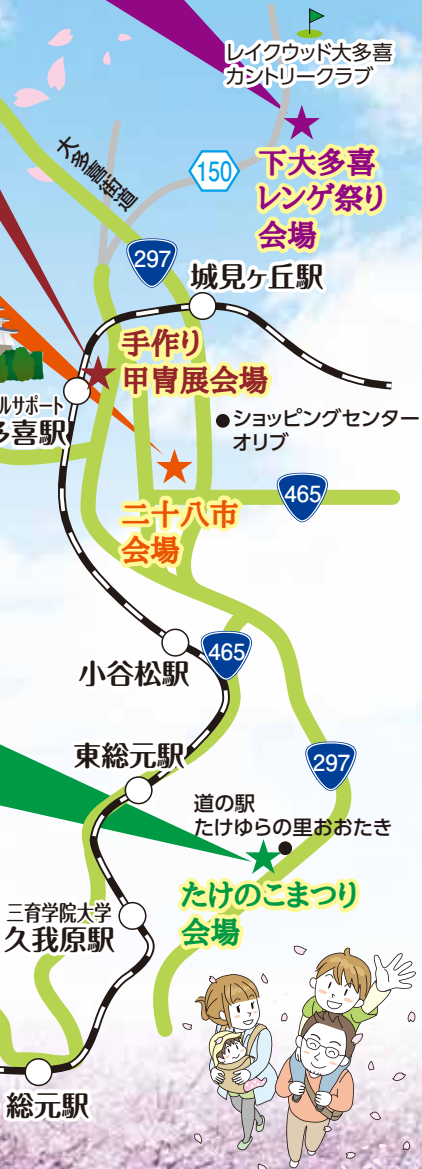 レイクウッド大多喜
カントリークラブ
大多喜街道
150
下大多喜
レンゲ祭り
会場
297
城見ヶ丘駅
手作り
甲冑展会場
ルサポート
多喜駅
ショッピングセンター
オリブ
465
二十八市
会場
465
小谷松駅
東総元駅
297
道の駅
たけゆらの里おおたき
たけのこまつり
会場
三育学院大学
久我原駅
総元駅